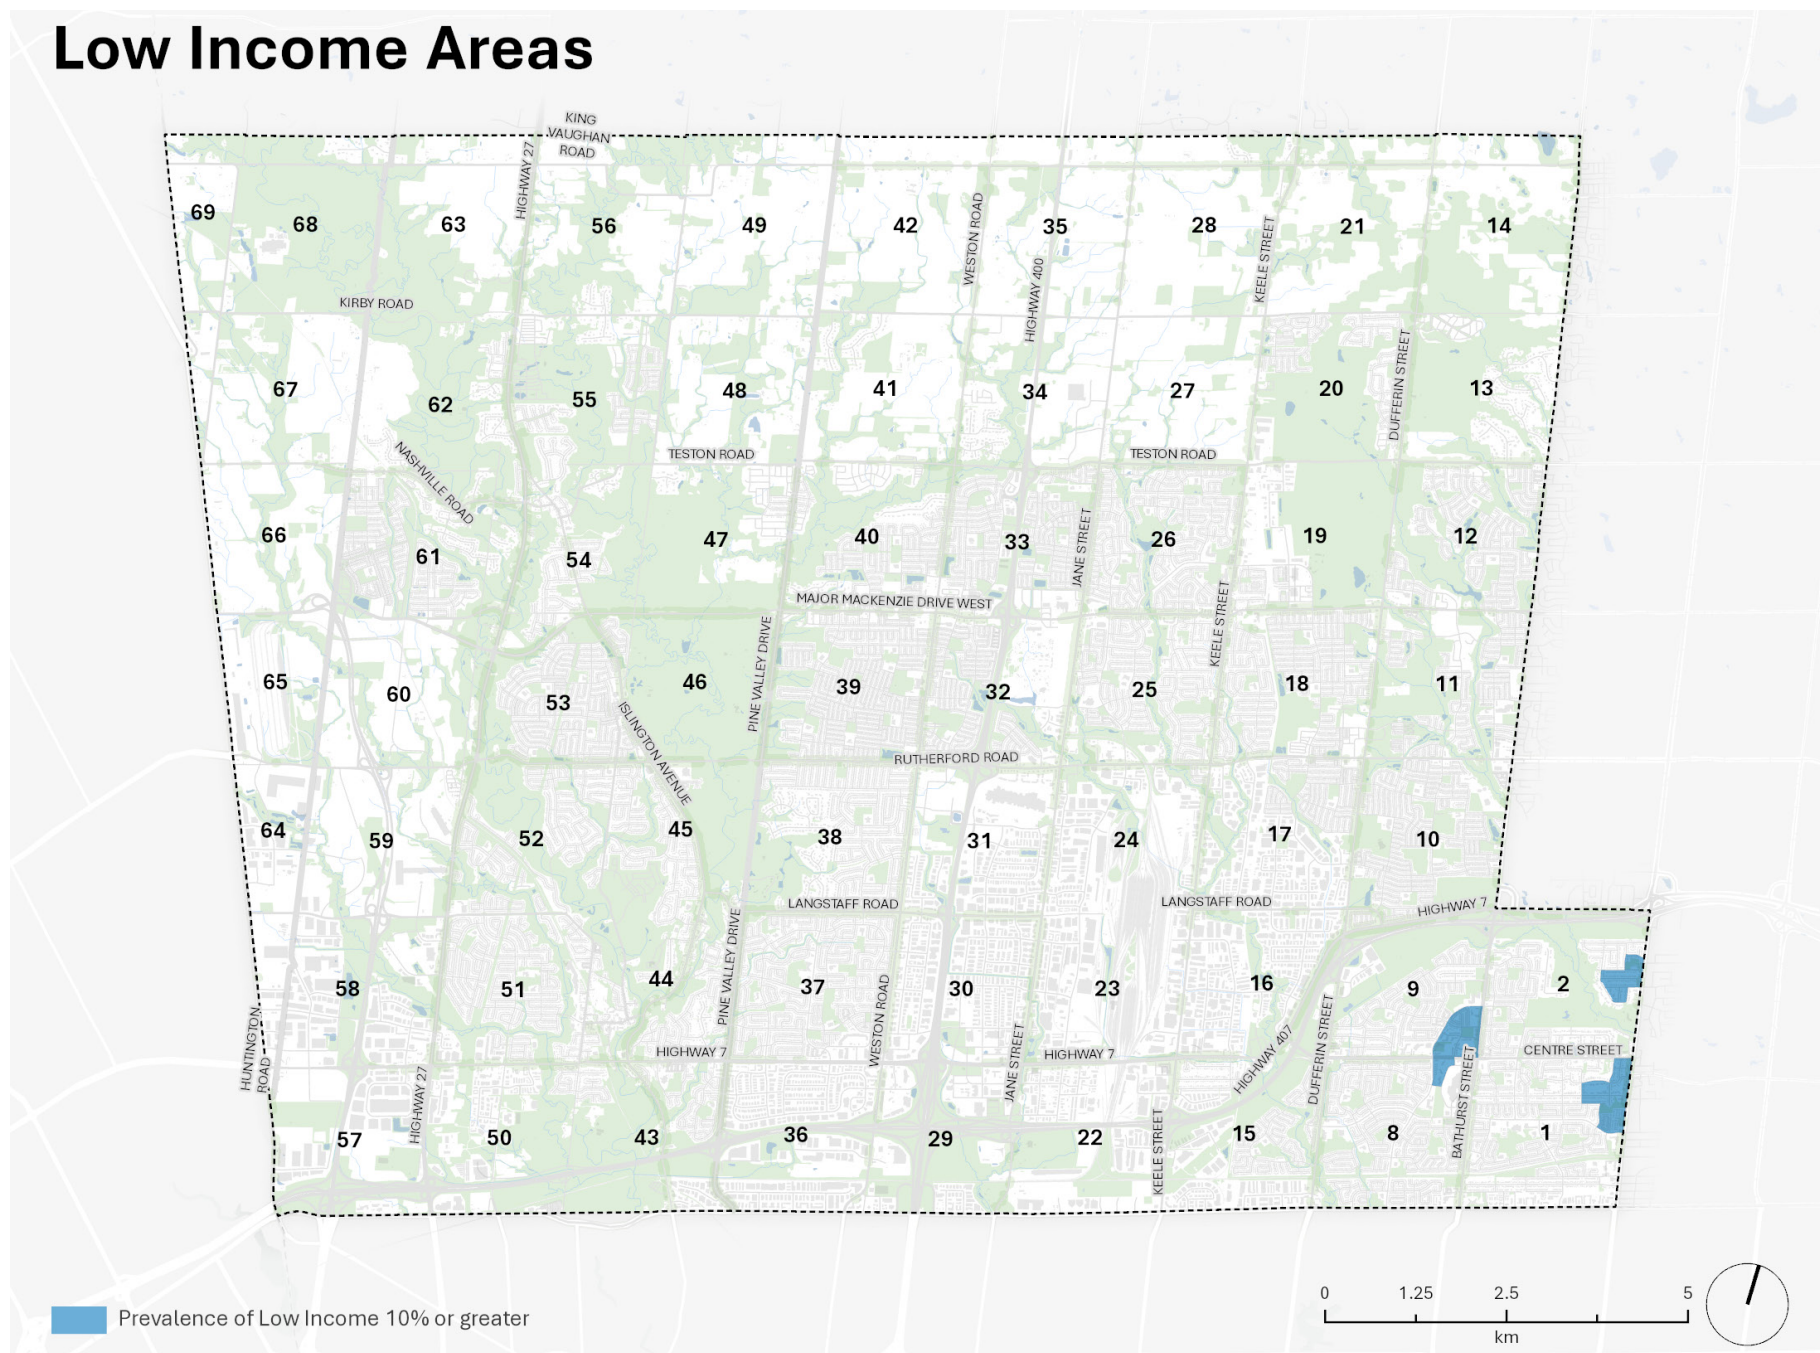 Low Income Areas
KING
VAUGHAN
ROAD
HIGHWAY 27
69
68
63
56
49
42
WESTON ROAD
35
28
KEELE STREET
21
14
KIRBY ROAD
HIGHWAY 400
67
62
55
48
41
34
27
20
DUFFERIN STREET
13
NASHVILLE ROAD
TESTON ROAD
TESTON ROAD
66
61
54
47
40
33
JANE STREET
26
19
12
MAJOR MACKENZIE DRIVE WEST
KEELE STREET
65
60
53
ISLINGTON AVENUE
46
PINE VALLEY DRIVE
39
32
25
18
11
RUTHERFORD ROAD
64
59
52
45
38
31
24
17
10
LANGSTAFF ROAD
LANGSTAFF ROAD
HIGHWAY 7
58
51
44
PINE VALLEY DRIVE
37
WESTON ROAD
30
23
16
9
2
HUNTINGTON
ROAD
HIGHWAY 7
JANE STREET
HIGHWAY 7
HIGHWAY 407
DUFFERIN STREET
CENTRE STREET
BATHURST STREET
57
HIGHWAY 27
50
43
36
29
22
KEELE STREET
15
8
1
Prevalence of Low Income 10% or greater
0 1.25 2.5 5
km